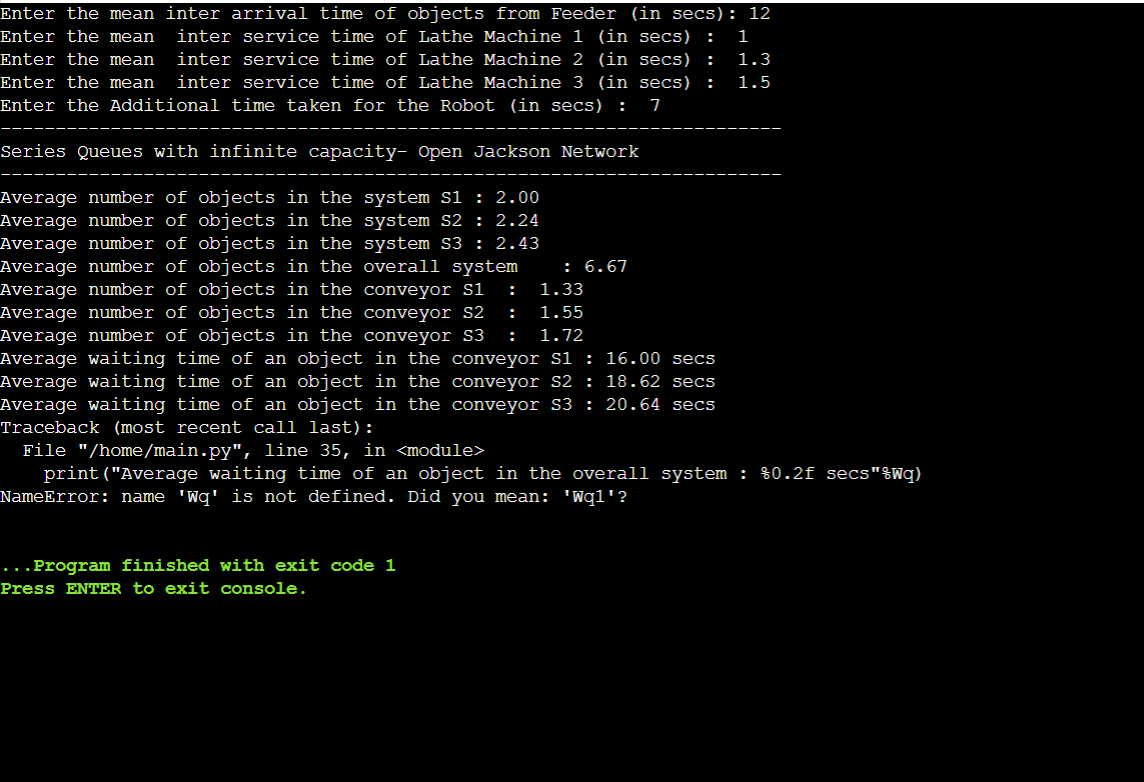 Enter the mean inter arrival time of objects from Feeder (in secs): 12
Enter the mean  inter service time of Lathe Machine 1 (in secs) :  1
Enter the mean  inter service time of Lathe Machine 2 (in secs) :  1.3
Enter the mean  inter service time of Lathe Machine 3 (in secs) :  1.5
Enter the Additional time taken for the Robot (in secs) :  7
-----------------------------------------------------------------------
Series Queues with infinite capacity- Open Jackson Network
-----------------------------------------------------------------------
Average number of objects in the system S1 : 2.00
Average number of objects in the system S2 : 2.24
Average number of objects in the system S3 : 2.43
Average number of objects in the overall system    : 6.67
Average number of objects in the conveyor S1  :  1.33
Average number of objects in the conveyor S2  :  1.55
Average number of objects in the conveyor S3  :  1.72
Average waiting time of an object in the conveyor S1 : 16.00 secs
Average waiting time of an object in the conveyor S2 : 18.62 secs
Average waiting time of an object in the conveyor S3 : 20.64 secs
Traceback (most recent call last):
  File "/home/main.py", line 35, in <module>
    print("Average waiting time of an object in the overall system : %0.2f secs"%Wq)
NameError: name 'Wq' is not defined. Did you mean: 'Wq1'?
...Program finished with exit code 1
Press ENTER to exit console.